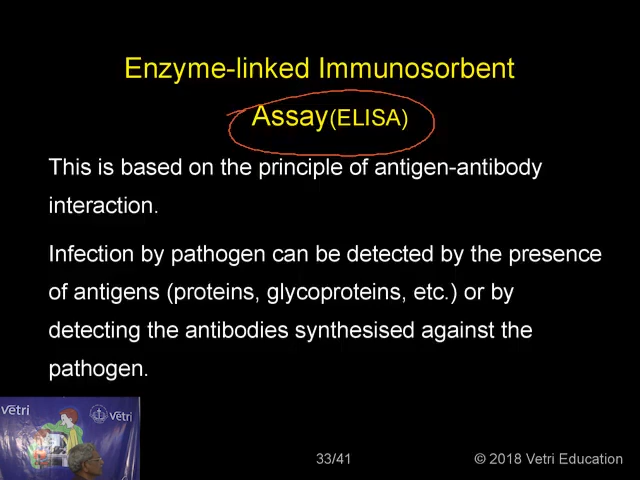 Enzyme-linked Immunosorbent
Assay(ELISA)
This is based on the principle of antigen-antibody
interaction.
Infection by pathogen can be detected by the presence
of antigens (proteins, glycoproteins, etc.) or by
detecting the antibodies synthesised against the
pathogen.
Vetri
Vetri
33/41
© 2018 Vetri Education